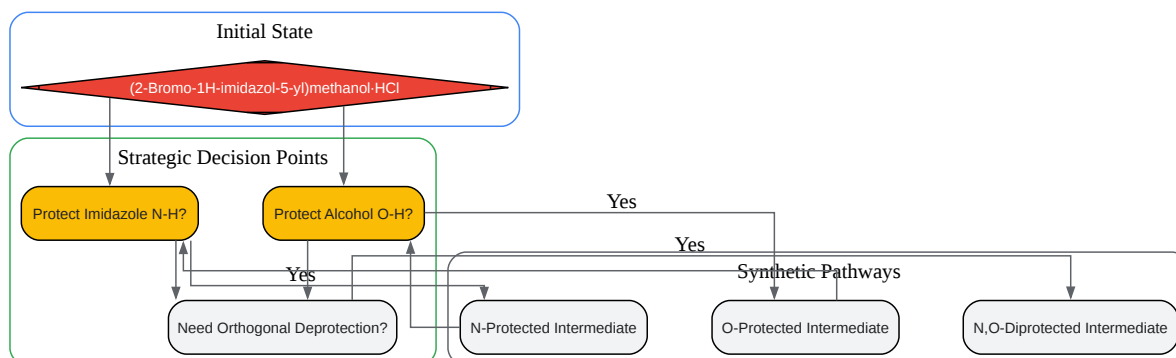 Initial State
(2-Bromo-1H-imidazol-5-yl)methanol·HCl
Strategic Decision Points
Protect Imidazole N-H?
Protect Alcohol O-H?
Yes
Yes
Yes
Synthetic Pathways
Need Orthogonal Deprotection?
N-Protected Intermediate
O-Protected Intermediate
N,O-Diprotected Intermediate